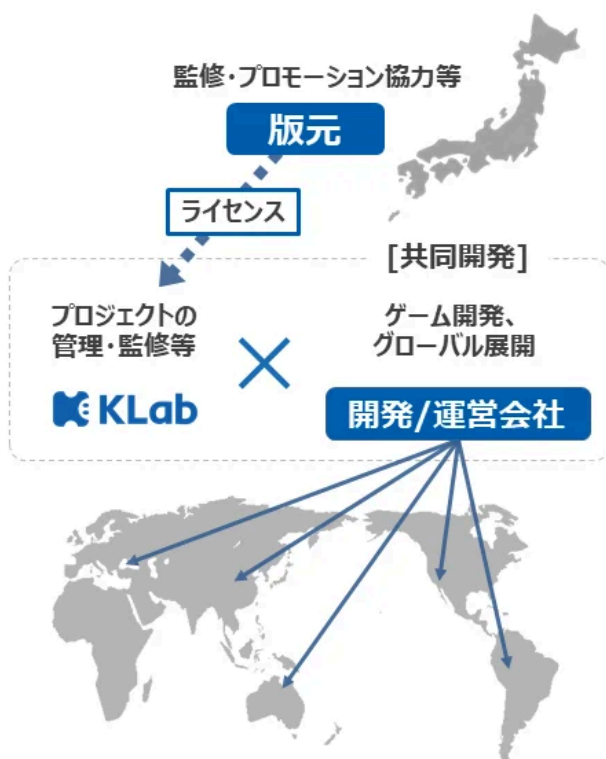 監修・プロモーション協力等
版元
ライセンス
[共同開発]
プロジェクトの
管理・監修等
KLab
ゲーム開発、
グローバル展開
開発/運営会社